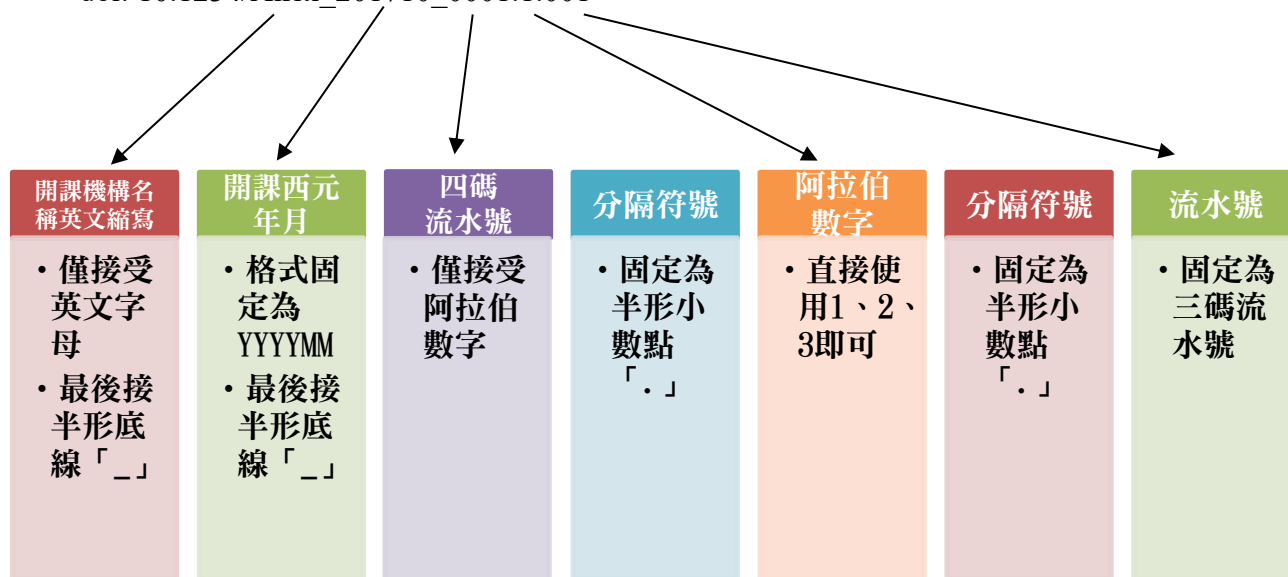 開課機構名
稱英文縮寫
・僅接受
英文字
母
・最後接
半形底
線「_」
開課西元
年月
・格式固
定為
YYYYMM
・最後接
半形底
線「_」
四碼
流水號
・僅接受
阿拉伯
數字
分隔符號
・固定為
半形小
數點
「.」
阿拉伯
數字
・直接使
用1、2、
3即可
分隔符號
・固定為
半形小
數點
「.」
流水號
・固定為
三碼流
水號